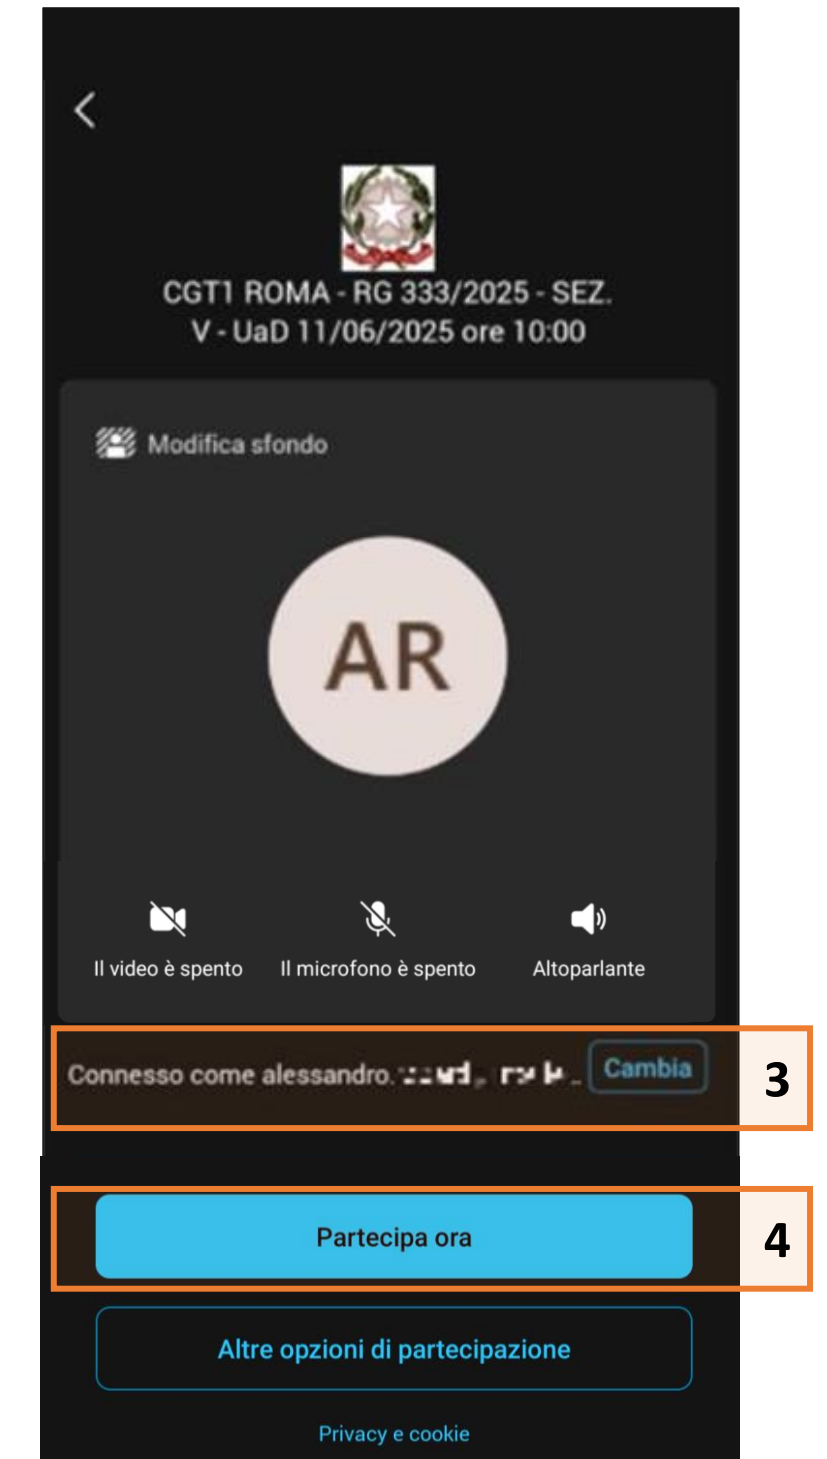 CGT1 ROMA - RG 333/2025 - SEZ.
V - UaD 11/06/2025 ore 10:00
Modifica sfondo
AR
Il video è spento Il microfono è spento Altoparlante
Connesso come alessandro. Cambia
3
Partecipa ora
4
Altre opzioni di partecipazione
Privacy e cookie